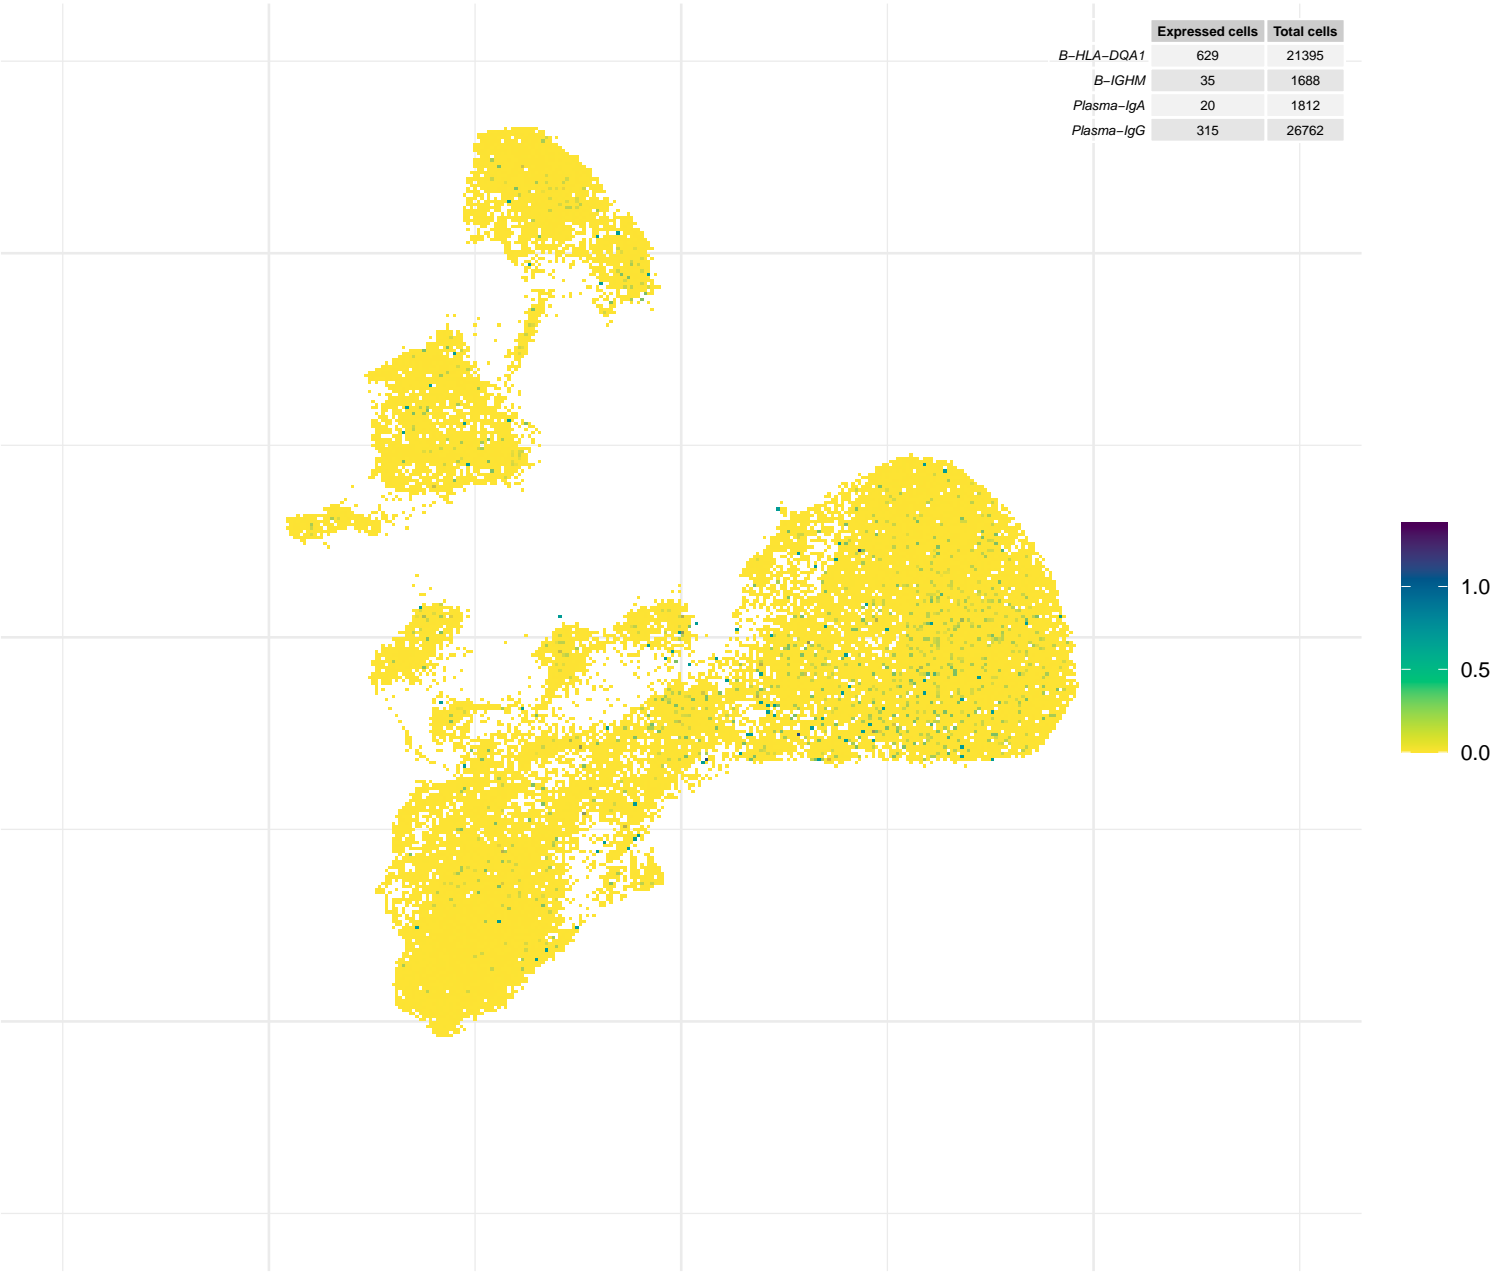 Expressed cells Total cells
B−HLA−DQA1 629 21395
B−IGHM 35 1688
Plasma−IgA 20 1812
Plasma−IgG 315 26762
1.0
0.5
0.0